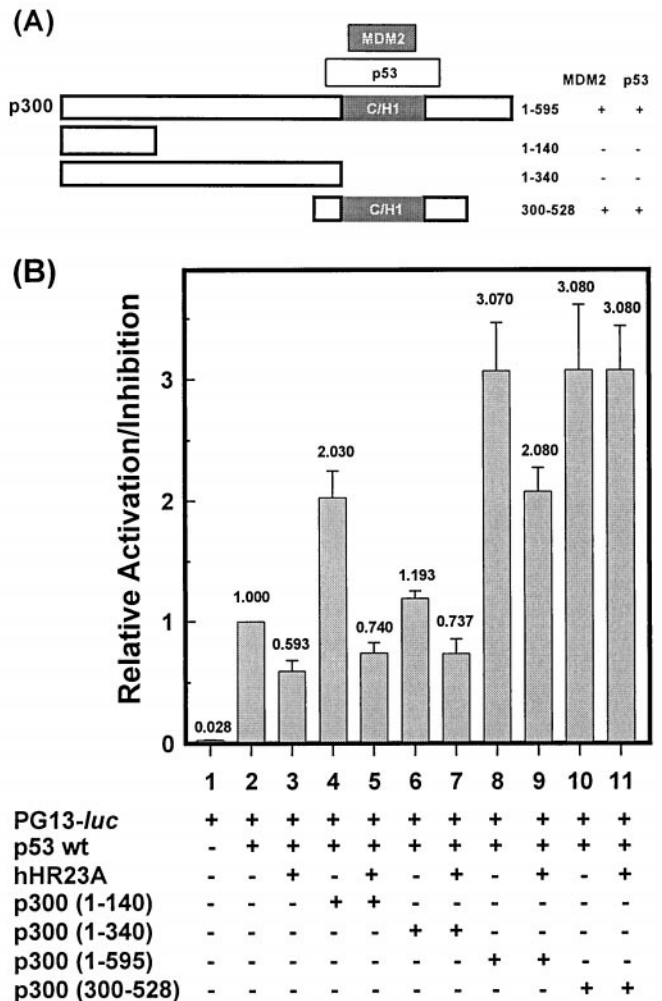 (A)
MDM2
p53
MDM2 p53
p300 C/H1 1-595 + +
1-140 - -
1-340 - -
C/H1 300-528 + +
(B)
Relative Activation/Inhibition
3
2
1
0
0.028
1.000
0.593
2.030
0.740
1.193
0.737
3.070
2.080
3.080
3.080
1 2 3 4 5 6 7 8 9 10 11
PG13-luc + + + + + + + + + + +
p53 wt - + + + + + + + + + +
hHR23A - - + - + - + - + - +
p300 (1-140) - - - + + - - - - - -
p300 (1-340) - - - - - + + - - - -
p300 (1-595) - - - - - - - + + - -
p300 (300-528) - - - - - - - - - + +